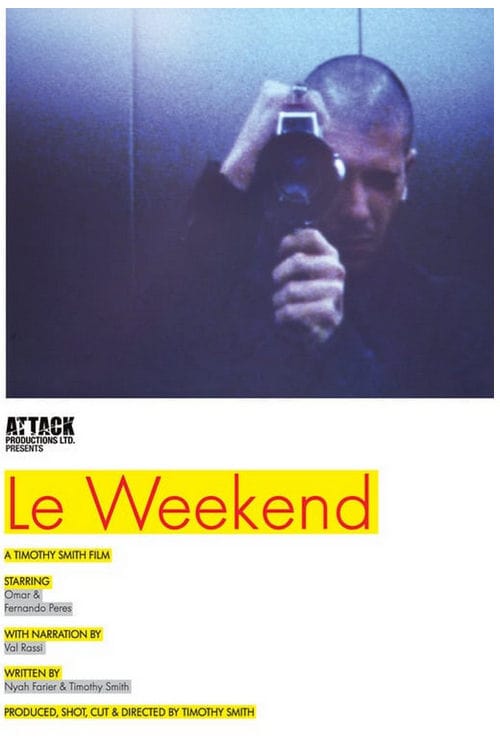 ATTACK
PRODUCTIONS LTD.
PRESENTS
Le Weekend
A TIMOTHY SMITH FILM
STARRING
Omar &
Fernando Peres
WITH NARRATION BY
Val Rassi
WRITTEN BY
Nyah Farier & Timothy Smith
PRODUCED, SHOT, CUT & DIRECTED BY TIMOTHY SMITH